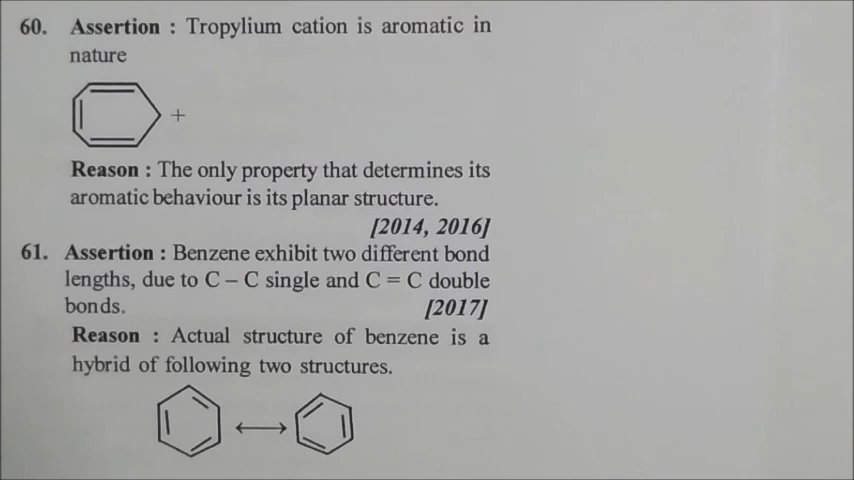 60. Assertion : Tropylium cation is aromatic in
nature
+
Reason : The only property that determines its
aromatic behaviour is its planar structure.
[2014, 2016]
61. Assertion : Benzene exhibit two different bond
lengths, due to C – C single and C = C double
bonds. [2017]
Reason : Actual structure of benzene is a
hybrid of following two structures.